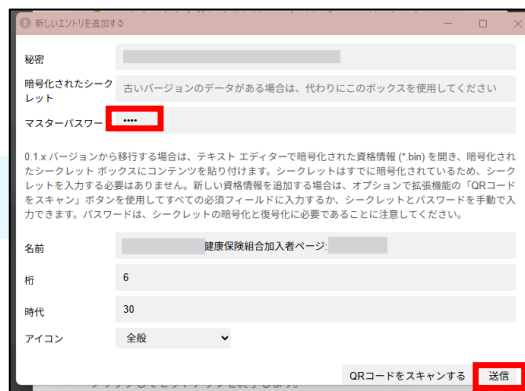 新しいエントリを追加する
秘密
暗号化されたシーク
レット
古いバージョンのデータがある場合は、代わりにこのボックスを使用してください
マスターパスワー
••••
0.1.x バージョンから移行する場合は、テキスト エディターで暗号化された資格情報 (*.bin) を開き、暗号化され
たシークレット ボックスにコンテンツを貼り付けます。シークレットはすでに暗号化されているため、シーク
レットを入力する必要はありません。新しい資格情報を追加する場合は、オプションで拡張機能の「QRコード
をスキャン」ボタンを使用してすべての必須フィールドに入力するか、シークレットとパスワードを手動で入
力できます。パスワードは、シークレットの暗号化と復号化に必要であることに注意してください。
名前
健康保険組合加入者ページ:
桁
6
時代
30
アイコン
全般
QRコードをスキャンする
送信